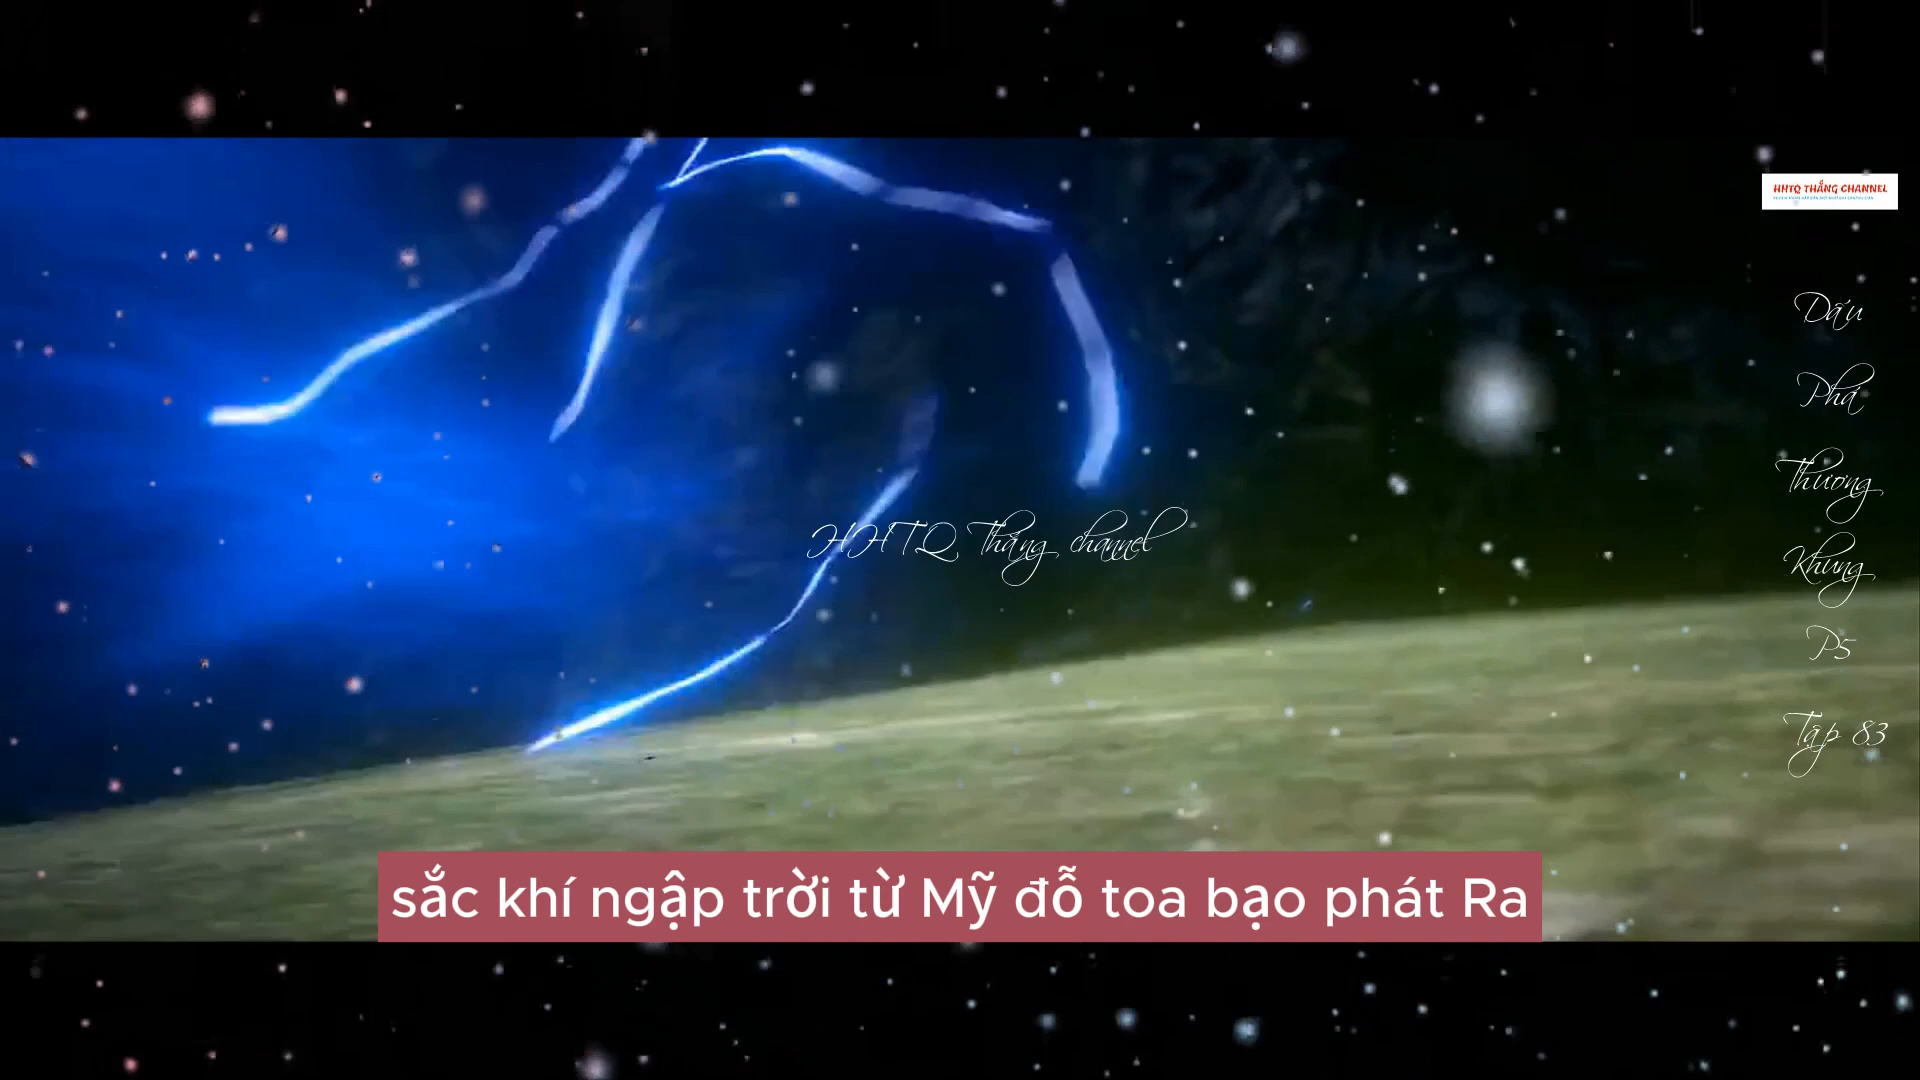 HHTQ THẮNG CHANNEL
Dấu
Phá
Thương
Khung
P5
Tập 83
HHTQ Thắng channel
sắc khí ngập trời từ Mỹ đỗ toa bạo phát Ra